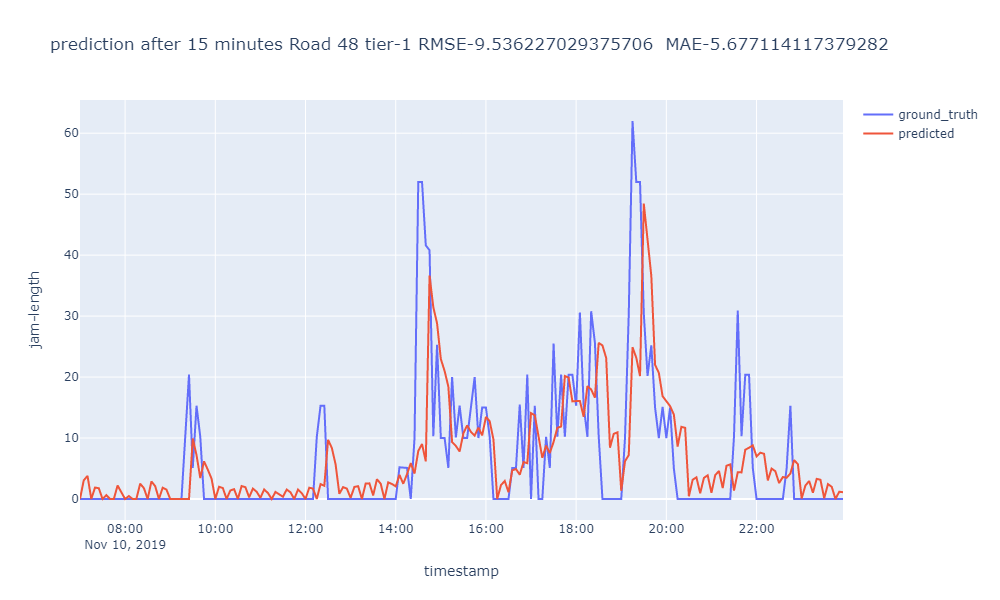 prediction after 15 minutes Road 48 tier-1 RMSE-9.536227029375706  MAE-5.677114117379282
ground_truth
predicted
60
50
40
30
20
10
0
jam-length
08:00 10:00 12:00 14:00 16:00 18:00 20:00 22:00
Nov 10, 2019
timestamp